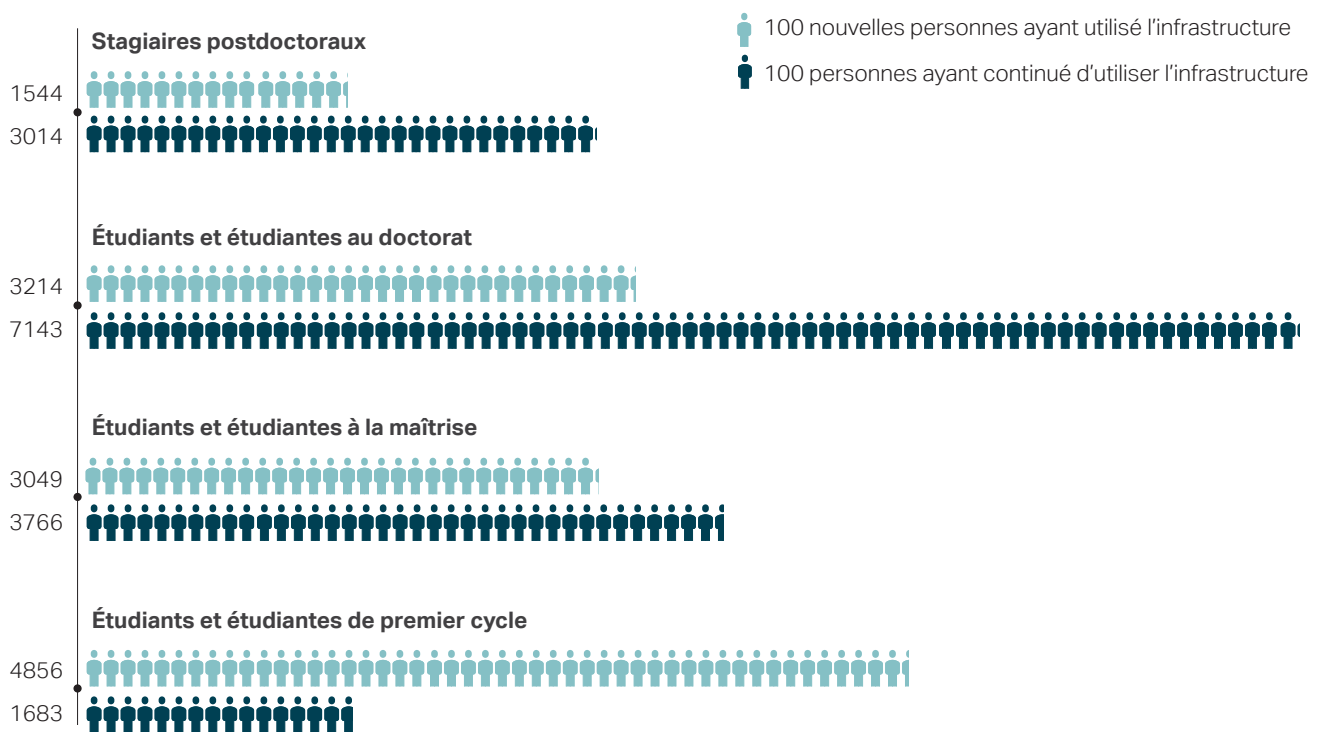 100 nouvelles personnes ayant utilisé l’infrastructure
100 personnes ayant continué d’utiliser l’infrastructure
Stagiaires postdoctoraux
1544
3014
Étudiants et étudiantes au doctorat
3214
7143
Étudiants et étudiantes à la maîtrise
3049
3766
Étudiants et étudiantes de premier cycle
4856
1683